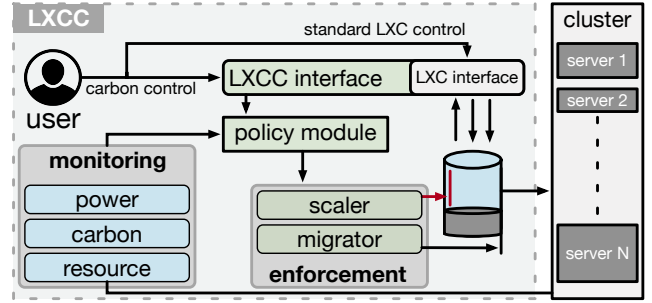 LXCC
standard LXC control
cluster
server 1
LXCC interface
LXC interface
carbon control
server 2
user
policy module
monitoring
power
scaler
carbon
migrator
server N
resource
enforcement